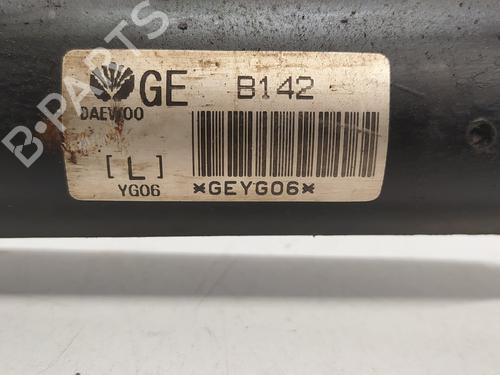 GE B142
DAEWOO
[L]
YG06 *GEYG06*
B-PARTS